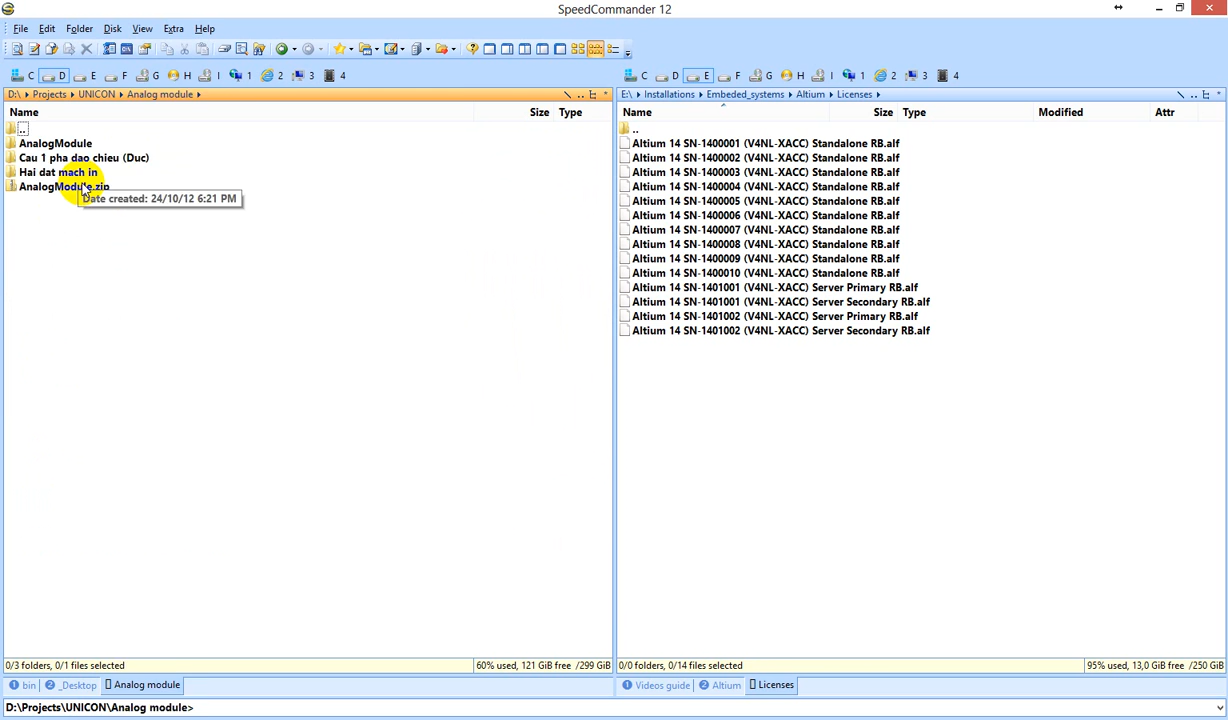 SpeedCommander 12
File Edit Folder Disk View Extra Help
C D E F G H I 1 2 3 4
C D E F G H I 1 2 3 4
D:\ Projects UNICON Analog module
E:\ Installations Embeded_systems Altium Licenses
Name Size Type
Name Size Type Modified Attr
..
AnalogModule
Cau 1 pha dao chieu (Duc)
Hai dat mach in
AnalogModule.zip
Date created: 24/10/12 6:21 PM
..
Altium 14 SN-1400001 (V4NL-XACC) Standalone RB.alf
Altium 14 SN-1400002 (V4NL-XACC) Standalone RB.alf
Altium 14 SN-1400003 (V4NL-XACC) Standalone RB.alf
Altium 14 SN-1400004 (V4NL-XACC) Standalone RB.alf
Altium 14 SN-1400005 (V4NL-XACC) Standalone RB.alf
Altium 14 SN-1400006 (V4NL-XACC) Standalone RB.alf
Altium 14 SN-1400007 (V4NL-XACC) Standalone RB.alf
Altium 14 SN-1400008 (V4NL-XACC) Standalone RB.alf
Altium 14 SN-1400009 (V4NL-XACC) Standalone RB.alf
Altium 14 SN-1400010 (V4NL-XACC) Standalone RB.alf
Altium 14 SN-1401001 (V4NL-XACC) Server Primary RB.alf
Altium 14 SN-1401001 (V4NL-XACC) Server Secondary RB.alf
Altium 14 SN-1401002 (V4NL-XACC) Server Primary RB.alf
Altium 14 SN-1401002 (V4NL-XACC) Server Secondary RB.alf
0/3 folders, 0/1 files selected
60% used, 121 GiB free /299 GiB
0/0 folders, 0/14 files selected
95% used, 13,0 GiB free /250 GiB
1 bin 2 _Desktop Analog module
1 Videos guide 2 Altium Licenses
D:\Projects\UNICON\Analog module>